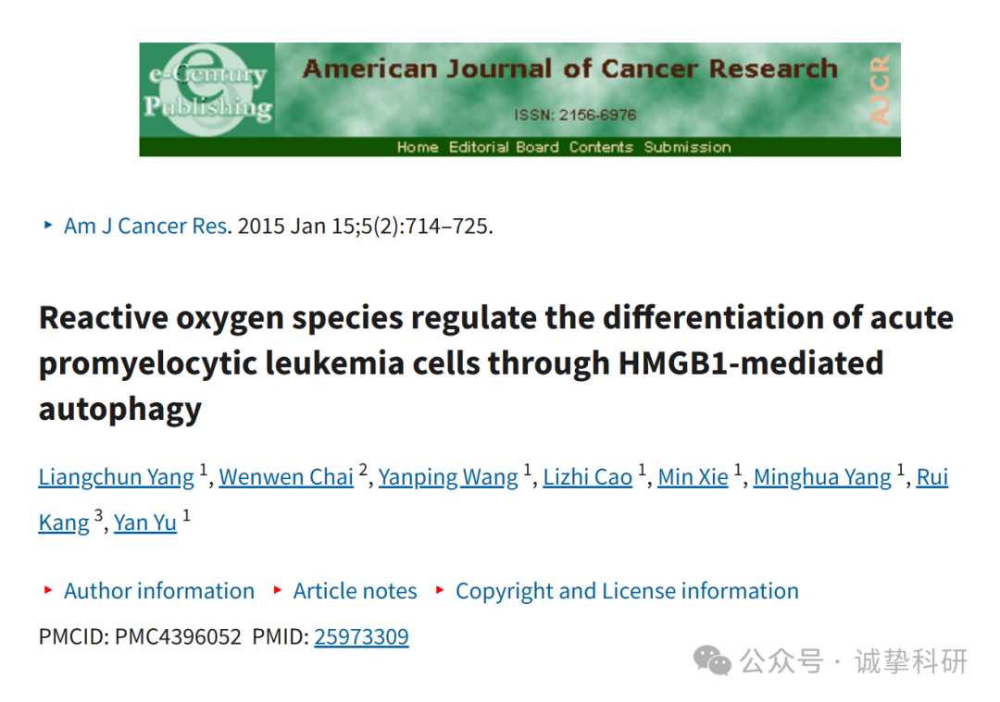 e-Century
Publishing
American Journal of Cancer Research
ISSN: 2156-6976
AJCR
Home Editorial Board Contents Submission
Am J Cancer Res. 2015 Jan 15;5(2):714–725.
Reactive oxygen species regulate the differentiation of acute
promyelocytic leukemia cells through HMGB1-mediated
autophagy
Liangchun Yang 1, Wenwen Chai 2, Yanping Wang 1, Lizhi Cao 1, Min Xie 1, Minghua Yang 1, Rui
Kang 3, Yan Yu 1
Author information Article notes Copyright and License information
PMCID: PMC4396052 PMID: 25973309
公众号 · 诚挚科研